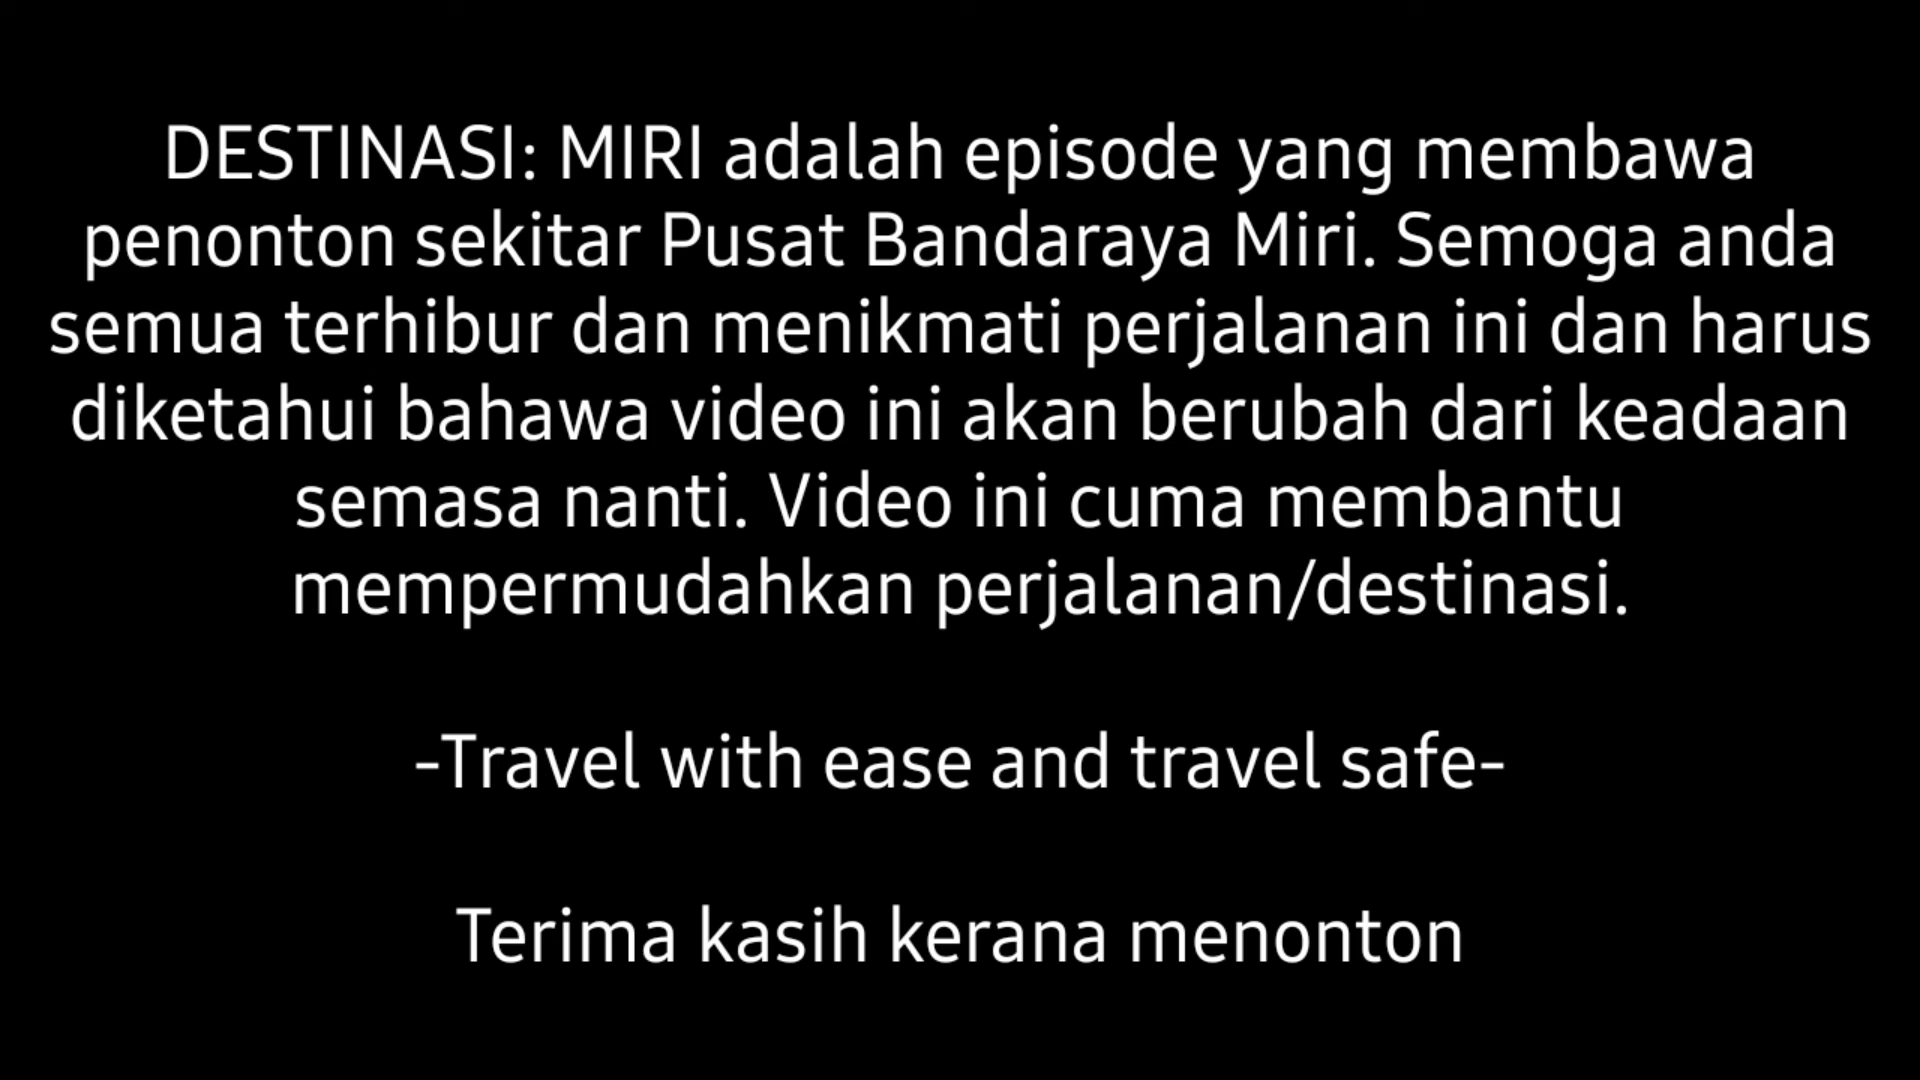 DESTINASI: MIRI adalah episode yang membawa
penonton sekitar Pusat Bandaraya Miri. Semoga anda
semua terhibur dan menikmati perjalanan ini dan harus
diketahui bahawa video ini akan berubah dari keadaan
semasa nanti. Video ini cuma membantu
mempermudahkan perjalanan/destinasi.
-Travel with ease and travel safe-
Terima kasih kerana menonton